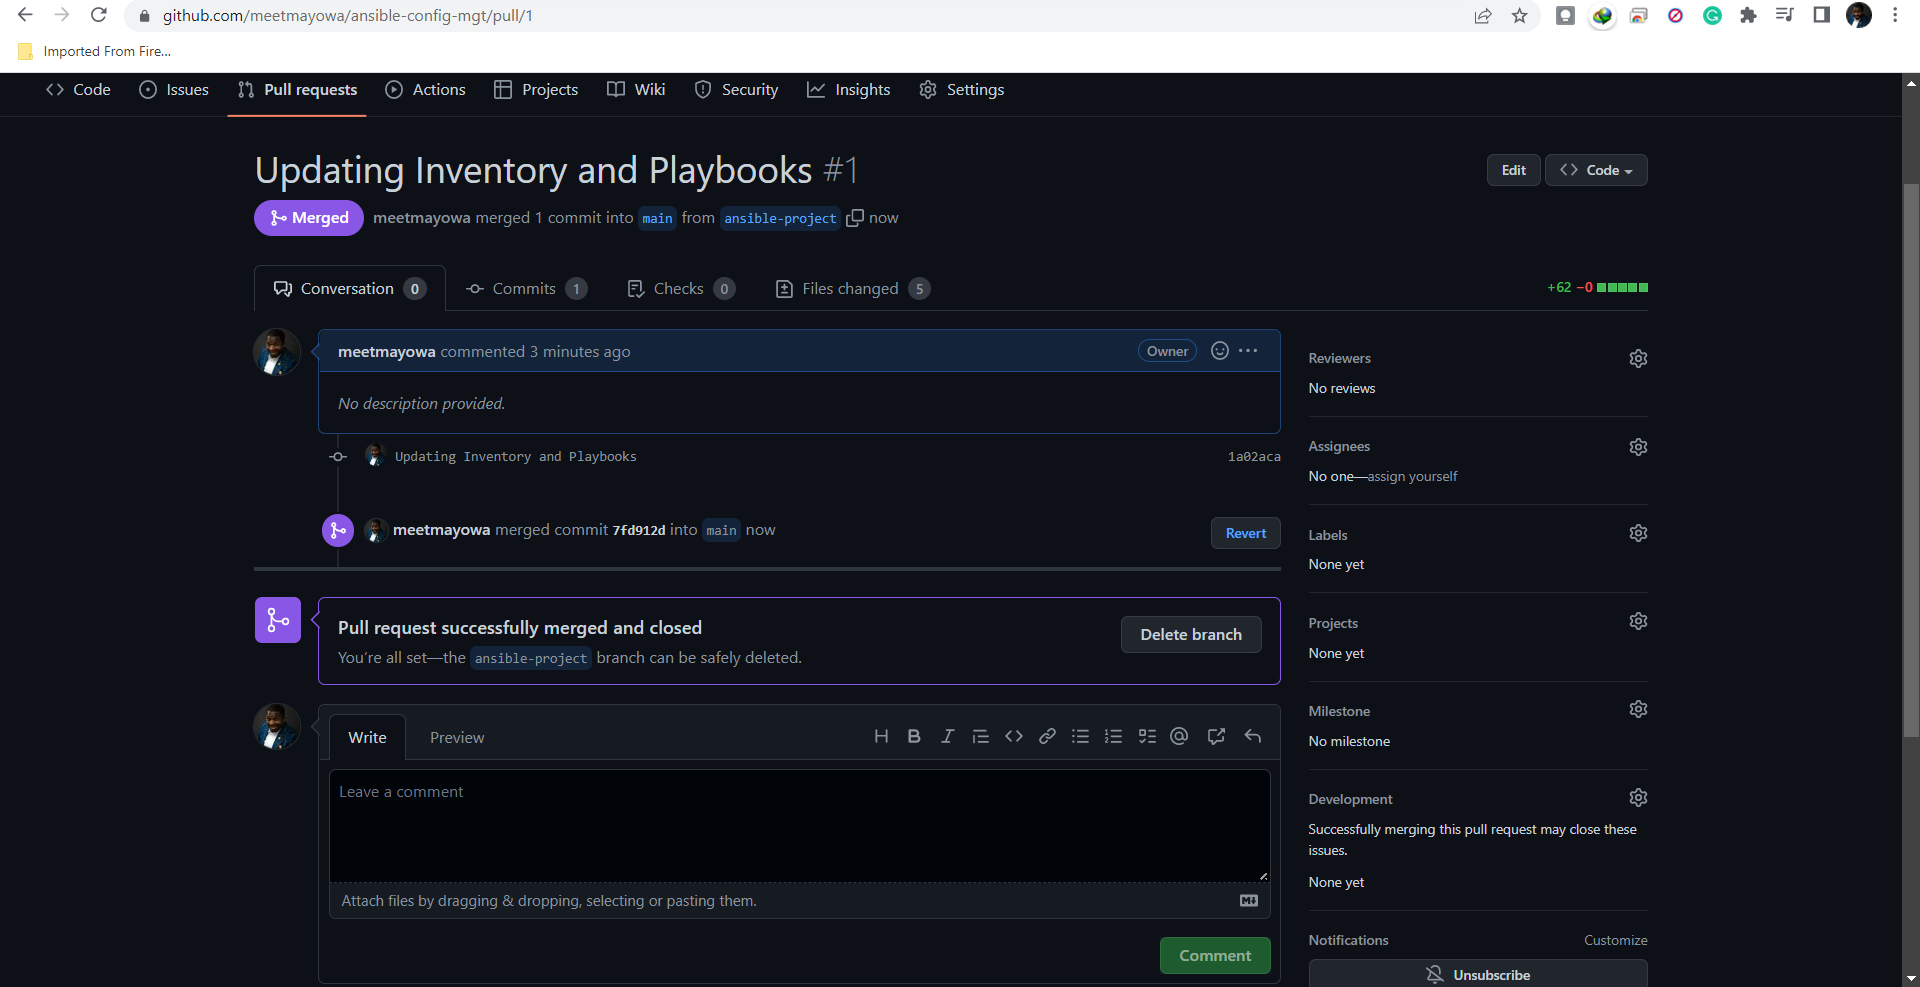 github.com/meetmayowa/ansible-config-mgt/pull/1
Imported From Fire...
Code Issues Pull requests Actions Projects Wiki Security Insights Settings
Updating Inventory and Playbooks #1
Edit Code
Merged meetmayowa merged 1 commit into main from ansible-project now
Conversation 0 Commits 1 Checks 0 Files changed 5
+62 −0
meetmayowa commented 3 minutes ago
Owner
No description provided.
Updating Inventory and Playbooks 1a02aca
meetmayowa merged commit 7fd912d into main now
Revert
Pull request successfully merged and closed
You're all set—the ansible-project branch can be safely deleted.
Delete branch
Write Preview
Leave a comment
Attach files by dragging & dropping, selecting or pasting them.
Comment
Reviewers
No reviews
Assignees
No one—assign yourself
Labels
None yet
Projects
None yet
Milestone
No milestone
Development
Successfully merging this pull request may close these
issues.
None yet
Notifications Customize
Unsubscribe